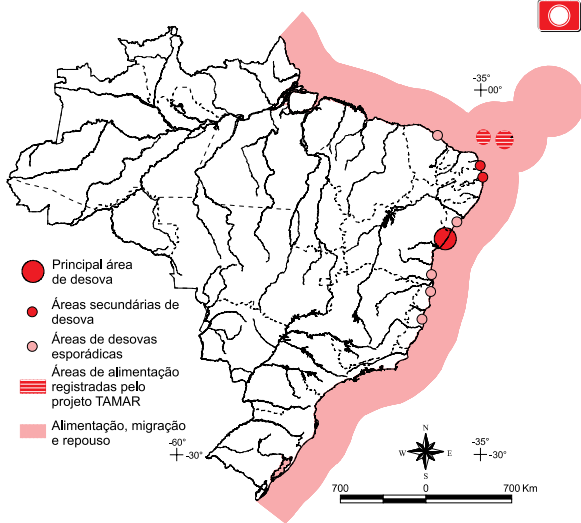 -35°
00°
Principal área
de desova
Áreas secundárias de
desova
Áreas de desovas
esporádicas
Áreas de alimentação
registradas pelo
projeto TAMAR
Alimentação, migração
e repouso
-60°
-30°
N
W E
S
-35°
-30°
700 0 700 Km